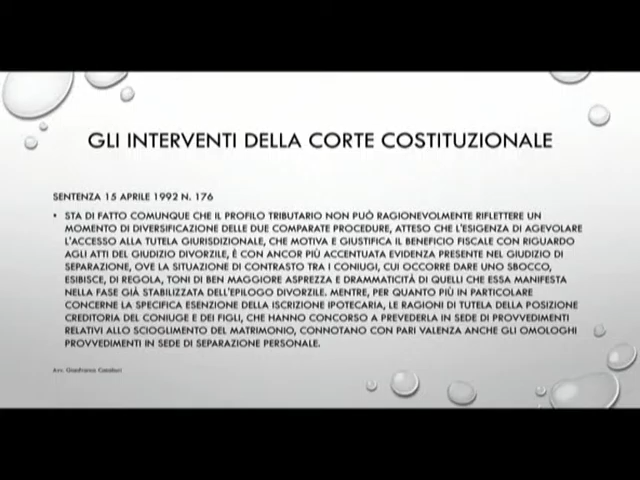 GLI INTERVENTI DELLA CORTE COSTITUZIONALE
SENTENZA 15 APRILE 1992 N. 176
• STA DI FATTO COMUNQUE CHE IL PROFILO TRIBUTARIO NON PUÒ RAGIONEVOLMENTE RIFLETTERE UN
MOMENTO DI DIVERSIFICAZIONE DELLE DUE COMPARATE PROCEDURE, ATTESO CHE L'ESIGENZA DI AGEVOLARE
L'ACCESSO ALLA TUTELA GIURISDIZIONALE, CHE MOTIVA E GIUSTIFICA IL BENEFICIO FISCALE CON RIGUARDO
AGLI ATTI DEL GIUDIZIO DIVORZILE, È CON ANCOR PIÙ ACCENTUATA EVIDENZA PRESENTE NEL GIUDIZIO DI
SEPARAZIONE, OVE LA SITUAZIONE DI CONTRASTO TRA I CONIUGI, CUI OCCORRE DARE UNO SBOCCO,
ESIBISCE, DI REGOLA, TONI DI BEN MAGGIORE ASPREZZA E DRAMMATICITÀ DI QUELLI CHE ESSA MANIFESTA
NELLA FASE GIÀ STABILIZZATA DELL'EPILOGO DIVORZILE. MENTRE, PER QUANTO PIÙ IN PARTICOLARE
CONCERNE LA SPECIFICA ESENZIONE DELLA ISCRIZIONE IPOTECARIA, LE RAGIONI DI TUTELA DELLA POSIZIONE
CREDITORIA DEL CONIUGE E DEI FIGLI, CHE HANNO CONCORSO A PREVEDERLA IN SEDE DI PROVVEDIMENTI
RELATIVI ALLO SCIOGLIMENTO DEL MATRIMONIO, CONNOTANO CON PARI VALENZA ANCHE GLI OMOLOGHI
PROVVEDIMENTI IN SEDE DI SEPARAZIONE PERSONALE.
Avv. Gianfranco